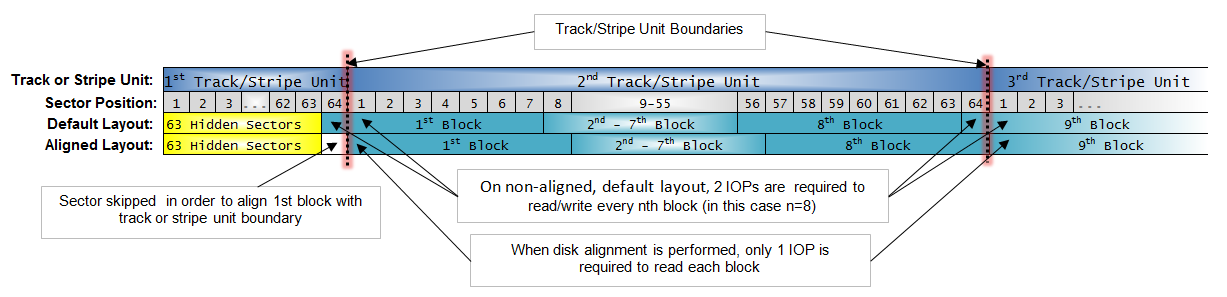 Track/Stripe Unit Boundaries
Track or Stripe Unit: 1st Track/Stripe Unit 2nd Track/Stripe Unit 3rd Track/Stripe Unit
Sector Position: 1 2 3 ... 62 63 64 1 2 3 4 5 6 7 8 9-55 56 57 58 59 60 61 62 63 64 1 2 3 ...
Default Layout: 63 Hidden Sectors 1st Block 2nd - 7th Block 8th Block 9th Block
Aligned Layout: 63 Hidden Sectors 1st Block 2nd - 7th Block 8th Block 9th Block
Sector skipped in order to align 1st block with
track or stripe unit boundary
On non-aligned, default layout, 2 IOPs are required to
read/write every nth block (in this case n=8)
When disk alignment is performed, only 1 IOP is
required to read each block